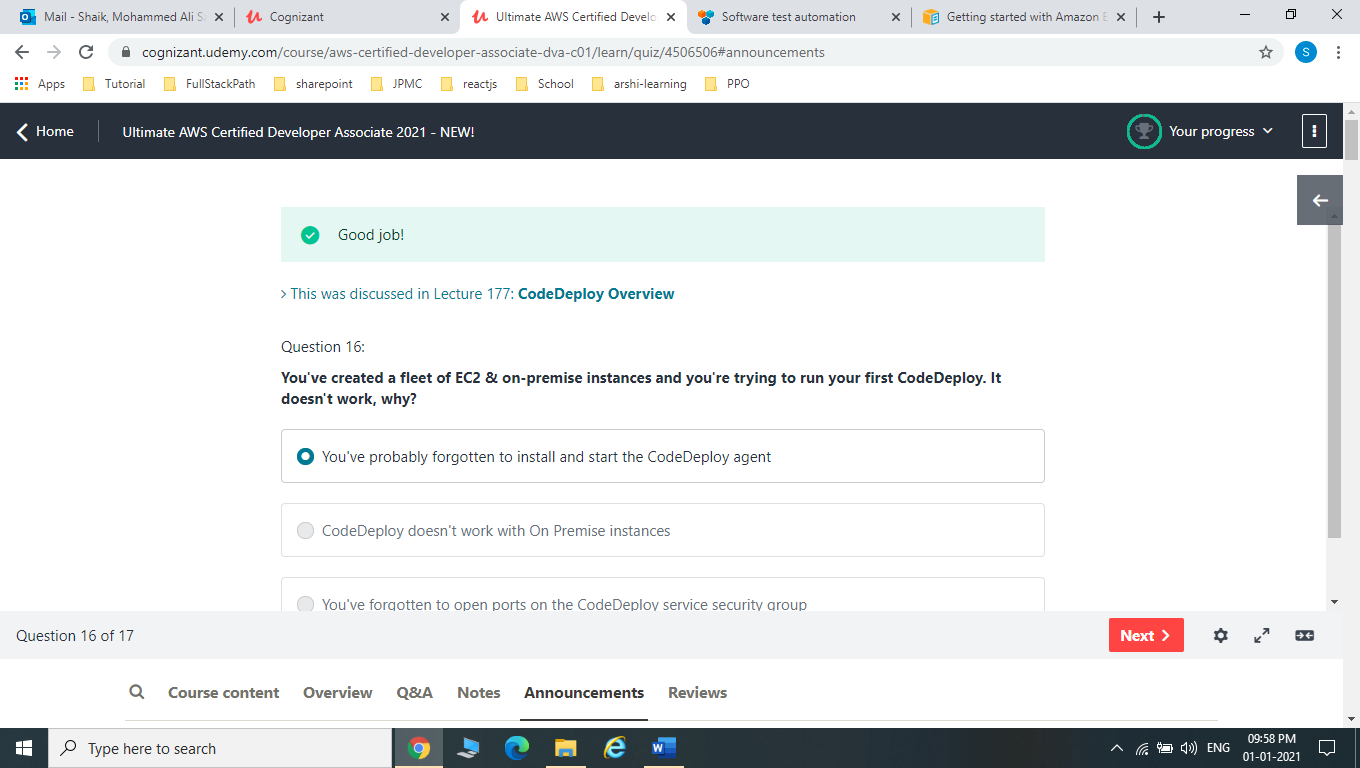 Mail - Shaik, Mohammed Ali S
Cognizant
Ultimate AWS Certified Develo
Software test automation
Getting started with Amazon E
cognizant.udemy.com/course/aws-certified-developer-associate-dva-c01/learn/quiz/4506506#announcements
S
Apps
Tutorial
FullStackPath
sharepoint
JPMC
reactjs
School
arshi-learning
PPO
Home
Ultimate AWS Certified Developer Associate 2021 - NEW!
Your progress
Good job!
> This was discussed in Lecture 177: CodeDeploy Overview
Question 16:
You've created a fleet of EC2 & on-premise instances and you're trying to run your first CodeDeploy. It
doesn't work, why?
You've probably forgotten to install and start the CodeDeploy agent
CodeDeploy doesn't work with On Premise instances
You've forgotten to open ports on the CodeDeploy service security group
Question 16 of 17
Next
Course content
Overview
Q&A
Notes
Announcements
Reviews
Type here to search
ENG
09:58 PM
01-01-2021